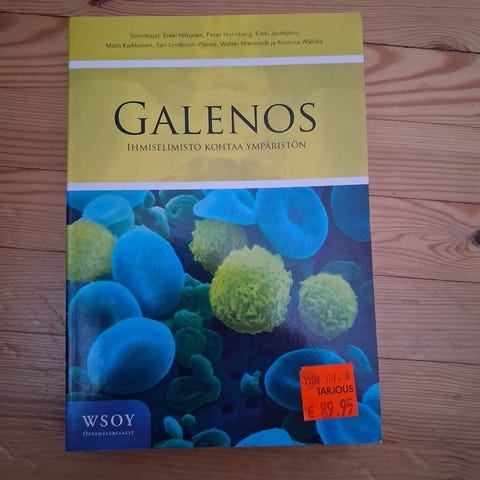 Toimittajat: Erkki Hiltunen, Peter Holmberg, Erkki Jyväsjärvi,
Matti Kaikkonen, Sari Lindblom-Ylänne, Walter Nienstedt ja Kristiina Wähälä
GALENOS
IHMISELIMISTÖ KOHTAA YMPÄRISTÖN
TARJOUS
€ 89.95
WSOY
OPPIMATERIAALIT